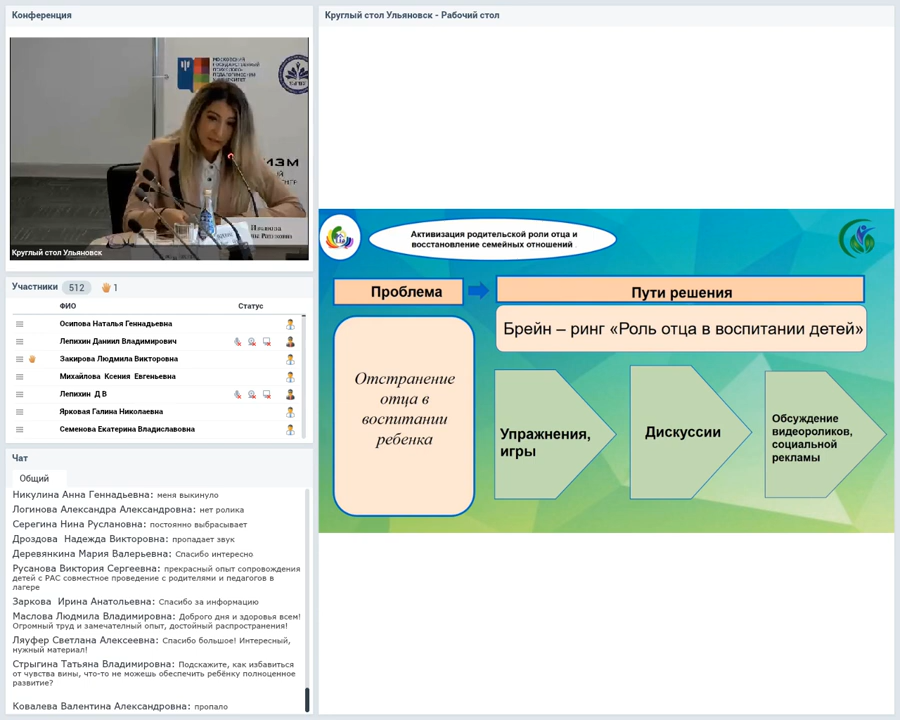 Конференция
МОСКОВСКИЙ
ГОСУДАРСТВЕННЫЙ
ПСИХОЛОГО-
ПЕДАГОГИЧЕСКИЙ
УНИВЕРСИТЕТ
Круглый стол Ульяновск
Участники 512 1
ФИО Статус
Осипова Наталья Геннадьевна
Лепихин Даниил Владимирович
Закирова Людмила Викторовна
Михайлова Ксения Евгеньевна
Лепихин Д В
Ярковая Галина Николаевна
Семенова Екатерина Владиславовна
Чат
Общий
Никулина Анна Геннадьевна: меня выкинуло
Логинова Александра Александровна: нет ролика
Серегина Нина Руслановна: постоянно выбрасывает
Дроздова Надежда Викторовна: пропадает звук
Деревянкина Мария Валерьевна: Спасибо интересно
Русанова Виктория Сергеевна: прекрасный опыт сопровождения
детей с РАС совместное проведение с родителями и педагогов в
лагере
Заркова Ирина Анатольевна: Спасибо за информацию
Маслова Людмила Владимировна: Доброго дня и здоровья всем!
Огромный труд и замечателный опыт, достойный распространения!
Ляуфер Светлана Алексеевна: Спасибо большое! Интересный,
нужный материал!
Стрыгина Татьяна Владимировна: Подскажите, как избавиться
от чувства вины, что-то не можешь обеспечить ребёнку полноценное
развитие?
Ковалева Валентина Александровна: пропало
Круглый стол Ульяновск - Рабочий стол
Активизация родительской роли отца и
восстановление семейных отношений
Проблема
Пути решения
Брейн – ринг «Роль отца в воспитании детей»
Отстранение
отца в
воспитании
ребенка
Упражнения,
игры
Дискуссии
Обсуждение
видеороликов,
социальной
рекламы